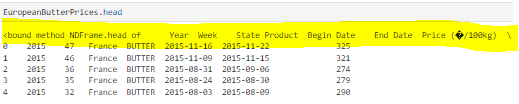 EuropeanButterPrices.head
<bound method NDFrame.head of Year Week State Product Begin Date End Date Price (�/100kg) \
0 2015 47 France BUTTER 2015-11-16 2015-11-22 325
1 2015 46 France BUTTER 2015-11-09 2015-11-15 321
2 2015 36 France BUTTER 2015-08-31 2015-09-06 274
3 2015 35 France BUTTER 2015-08-24 2015-08-30 279
4 2015 32 France BUTTER 2015-08-03 2015-08-09 290